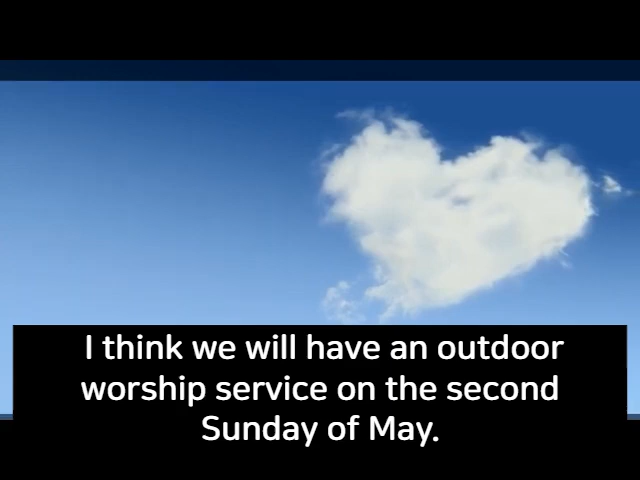 I think we will have an outdoor
worship service on the second
Sunday of May.